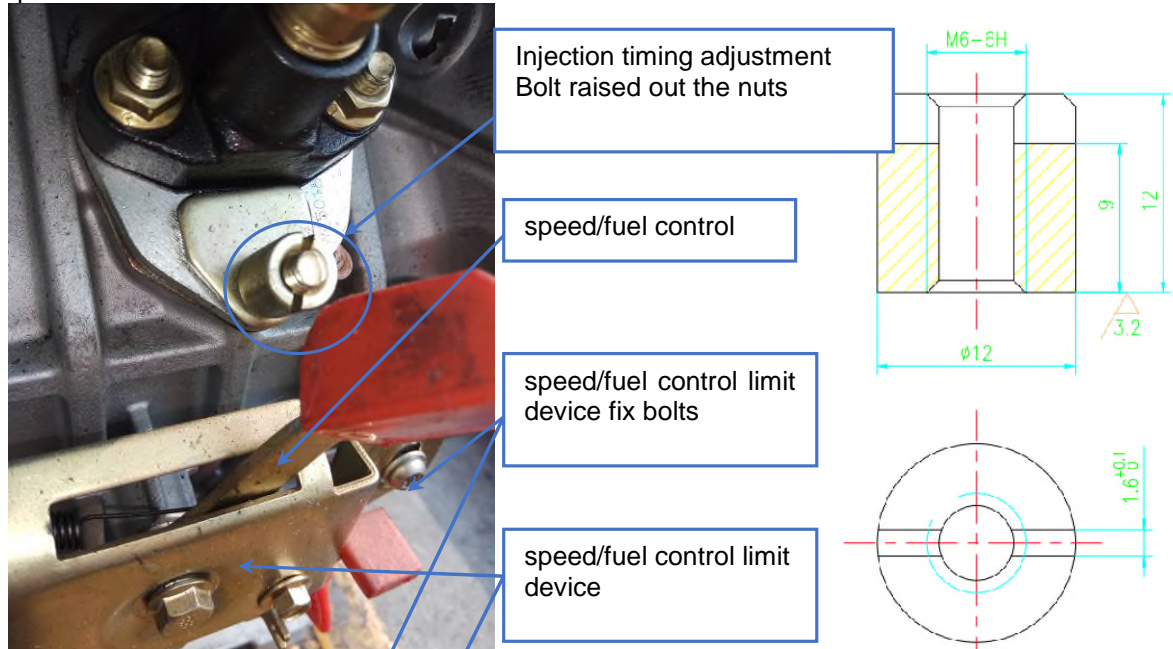 Injection timing adjustment
Bolt raised out the nuts
speed/fuel control
speed/fuel control limit
device fix bolts
speed/fuel control limit
device
M6-6H
9
12
3.2
ø12
1.6+0.1 0